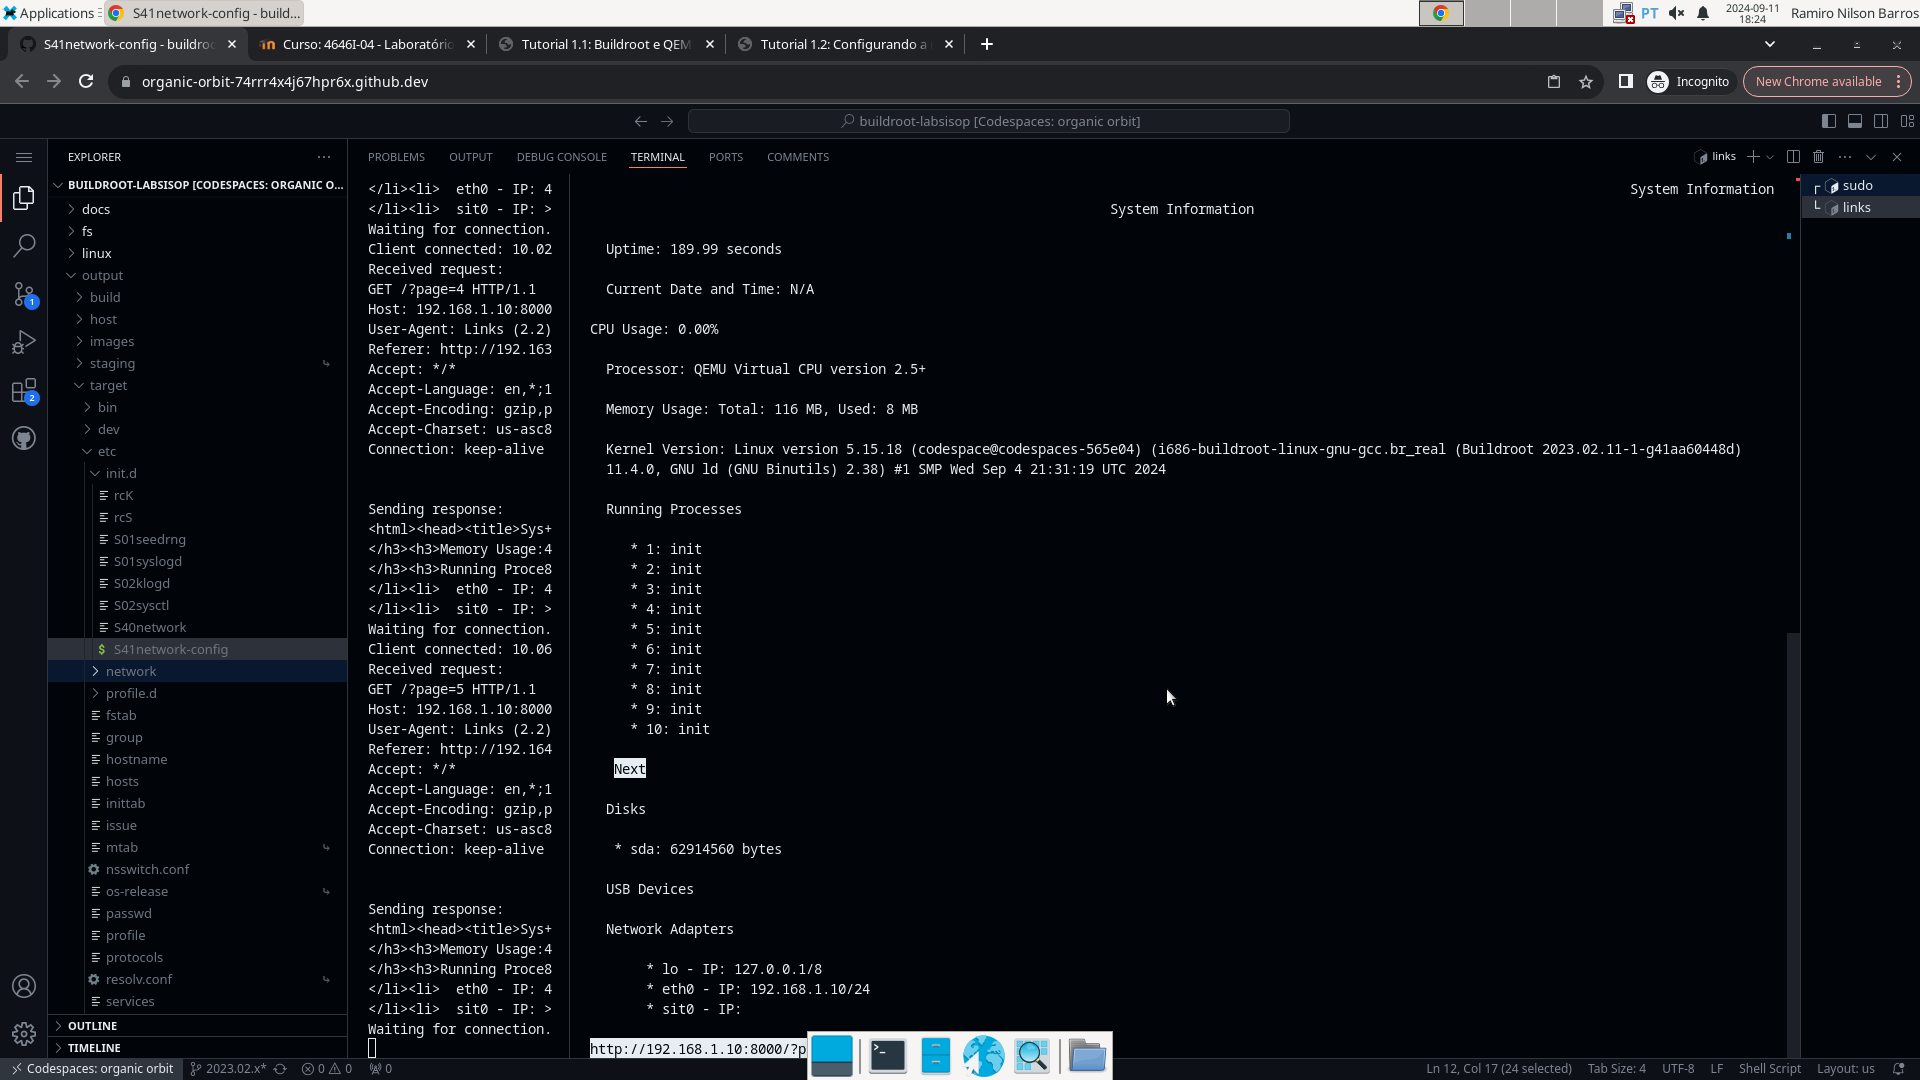 Applications
S41network-config - build...
PT
2024-09-11
18:24
Ramiro Nilson Barros
S41network-config - buildro
Curso: 4646I-04 - Laboratório
Tutorial 1.1: Buildroot e QEM
Tutorial 1.2: Configurando a
organic-orbit-74rrr4x4j67hpr6x.github.dev
Incognito
New Chrome available
buildroot-labsisop [Codespaces: organic orbit]
EXPLORER
BUILDROOT-LABSISOP [CODESPACES: ORGANIC O...
docs
fs
linux
output
build
host
images
staging
target
bin
dev
etc
init.d
rcK
rcS
S01seedrng
S01syslogd
S02klogd
S02sysctl
S40network
$ S41network-config
network
profile.d
fstab
group
hostname
hosts
inittab
issue
mtab
nsswitch.conf
os-release
passwd
profile
protocols
resolv.conf
services
OUTLINE
TIMELINE
1
2
PROBLEMS OUTPUT DEBUG CONSOLE TERMINAL PORTS COMMENTS
links
</li><li>  eth0 - IP: 4
</li><li>  sit0 - IP: >
Waiting for connection.
Client connected: 10.02
Received request:
GET /?page=4 HTTP/1.1
Host: 192.168.1.10:8000
User-Agent: Links (2.2)
Referer: http://192.163
Accept: */*
Accept-Language: en,*;1
Accept-Encoding: gzip,p
Accept-Charset: us-asc8
Connection: keep-alive
Sending response:
<html><head><title>Sys+
</h3><h3>Memory Usage:4
</h3><h3>Running Proce8
</li><li>  eth0 - IP: 4
</li><li>  sit0 - IP: >
Waiting for connection.
Client connected: 10.06
Received request:
GET /?page=5 HTTP/1.1
Host: 192.168.1.10:8000
User-Agent: Links (2.2)
Referer: http://192.164
Accept: */*
Accept-Language: en,*;1
Accept-Encoding: gzip,p
Accept-Charset: us-asc8
Connection: keep-alive
Sending response:
<html><head><title>Sys+
</h3><h3>Memory Usage:4
</h3><h3>Running Proce8
</li><li>  eth0 - IP: 4
</li><li>  sit0 - IP: >
Waiting for connection.
System Information
System Information
Uptime: 189.99 seconds
Current Date and Time: N/A
CPU Usage: 0.00%
Processor: QEMU Virtual CPU version 2.5+
Memory Usage: Total: 116 MB, Used: 8 MB
Kernel Version: Linux version 5.15.18 (codespace@codespaces-565e04) (i686-buildroot-linux-gnu-gcc.br_real (Buildroot 2023.02.11-1-g41aa60448d)
11.4.0, GNU ld (GNU Binutils) 2.38) #1 SMP Wed Sep 4 21:31:19 UTC 2024
Running Processes
* 1: init
* 2: init
* 3: init
* 4: init
* 5: init
* 6: init
* 7: init
* 8: init
* 9: init
* 10: init
Next
Disks
* sda: 62914560 bytes
USB Devices
Network Adapters
* lo - IP: 127.0.0.1/8
* eth0 - IP: 192.168.1.10/24
* sit0 - IP:
http://192.168.1.10:8000/?p
sudo
links
Codespaces: organic orbit
2023.02.x*
0
0
0
Ln 12, Col 17 (24 selected)
Tab Size: 4
UTF-8
LF
Shell Script
Layout: us